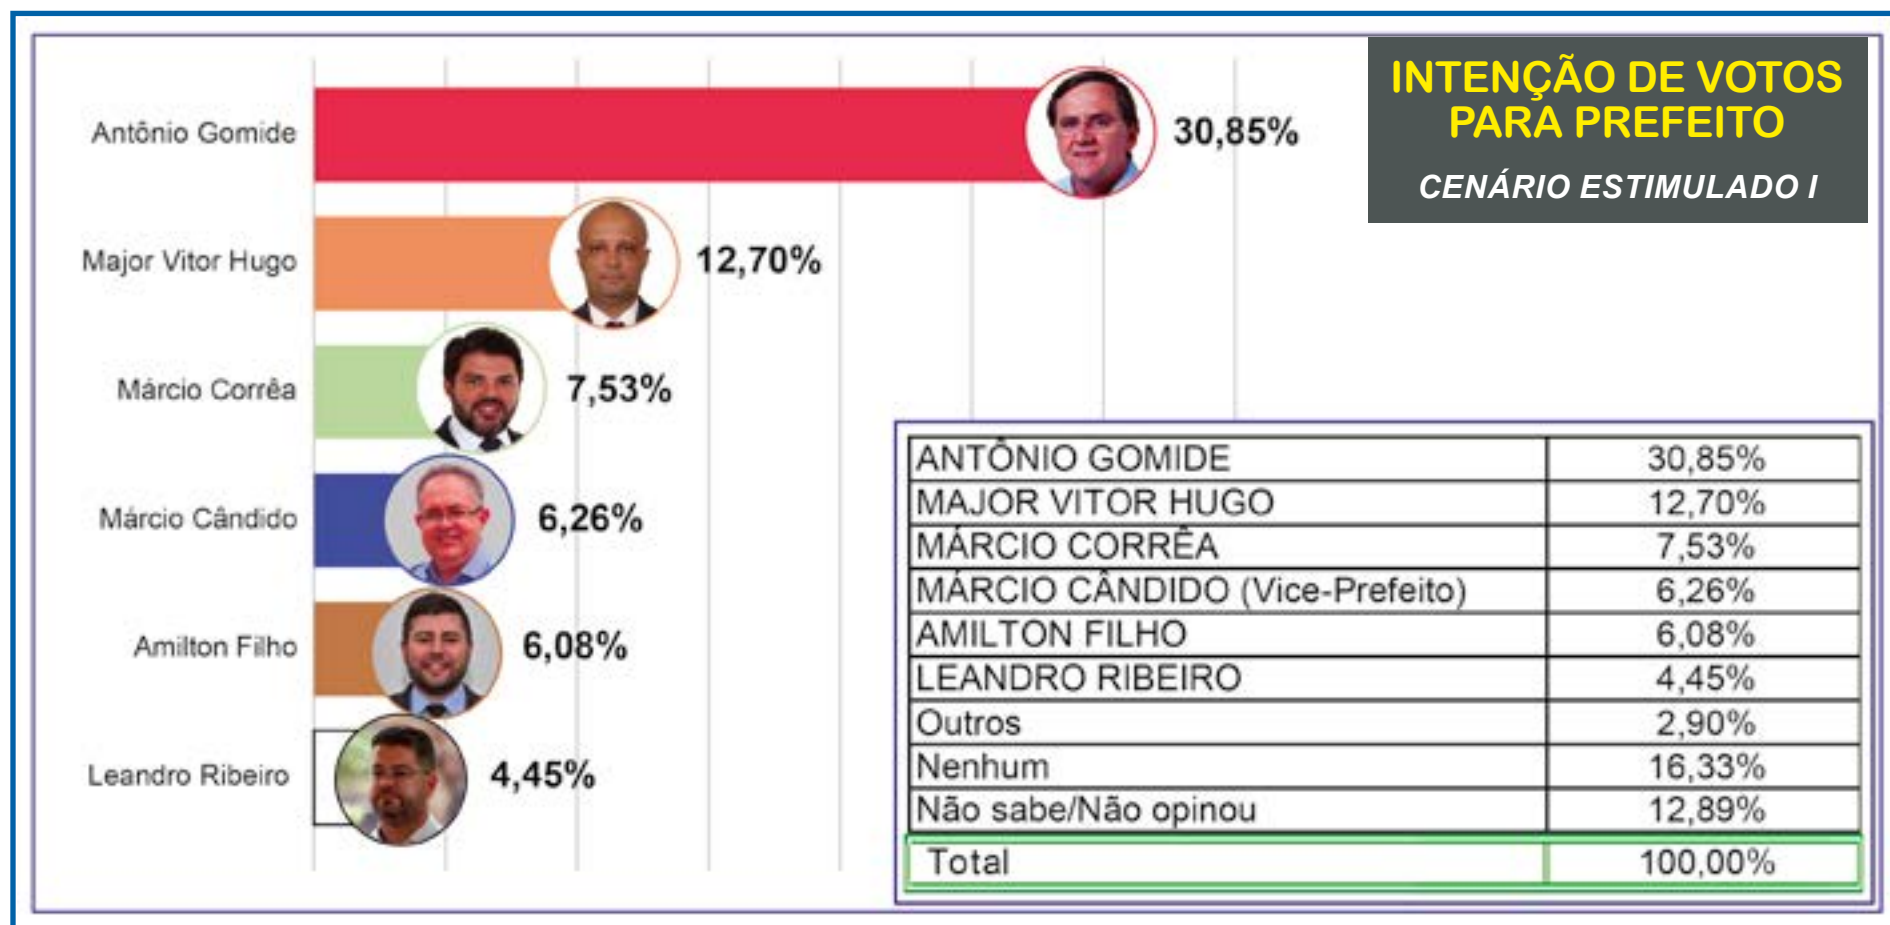 INTENÇÃO DE VOTOS
PARA PREFEITO
CENÁRIO ESTIMULADO I
Antônio Gomide 30,85%
Major Vitor Hugo 12,70%
Márcio Corrêa 7,53%
Márcio Cândido 6,26%
Amilton Filho 6,08%
Leandro Ribeiro 4,45%
ANTÔNIO GOMIDE 30,85%
MAJOR VITOR HUGO 12,70%
MÁRCIO CORRÊA 7,53%
MÁRCIO CÂNDIDO (Vice-Prefeito) 6,26%
AMILTON FILHO 6,08%
LEANDRO RIBEIRO 4,45%
Outros 2,90%
Nenhum 16,33%
Não sabe/Não opinou 12,89%
Total 100,00%